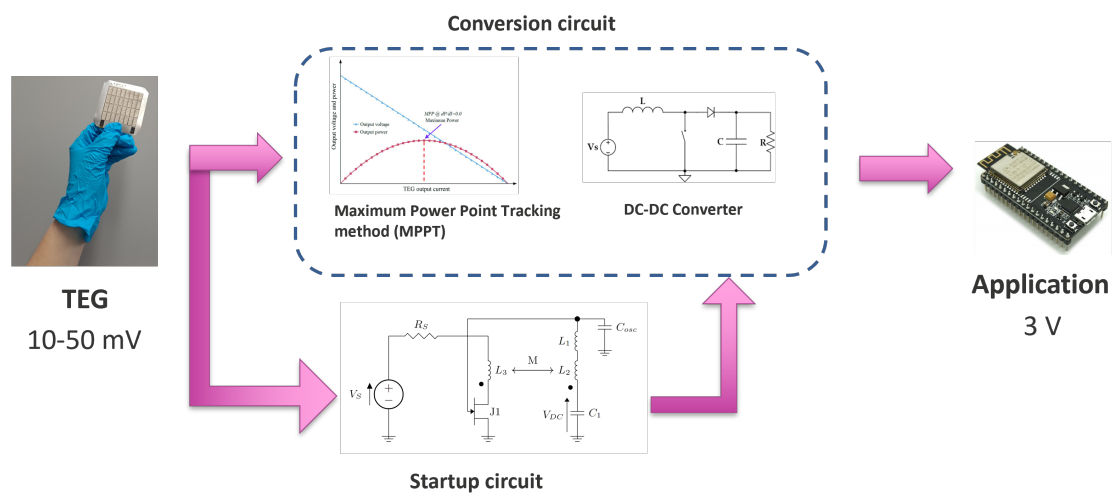 Conversion circuit
Output voltage and power
MPP @ dP/dI=0.0
Maximum Power
Output voltage
Output power
TEG output current
Maximum Power Point Tracking
method (MPPT)
L
Vs
C
R
DC-DC Converter
TEG
10-50 mV
Application
3 V
R_S
V_S
L_3
M
J1
L_1
L_2
C_osc
V_DC
C_1
Startup circuit